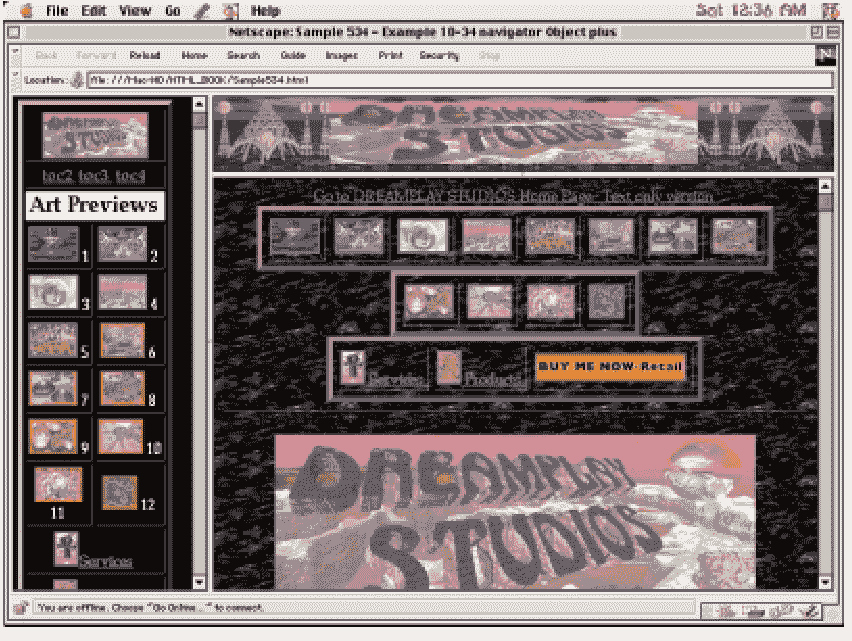 File Edit View Go Help
Sat 12:36 AM
Netscape: Sample 534 - Example 10-34 navigator Object plus
Back Forward Reload Home Search Guide Images Print Security Stop
Location: file:///Mac-HD/HTML_BOOK/Sample534.html
DREAMPLAY
STUDIOS
toc2 toc3 toc4
Art Previews
1 2
3 4
5 6
7 8
9 10
11 12
Services
DREAMPLAY
STUDIOS
Go to DREAMPLAY STUDIOS Home Page Text only version
Services Products BUY ME NOW-Retail
DREAMPLAY
STUDIOS
You are offline. Choose "Go Online..." to connect.